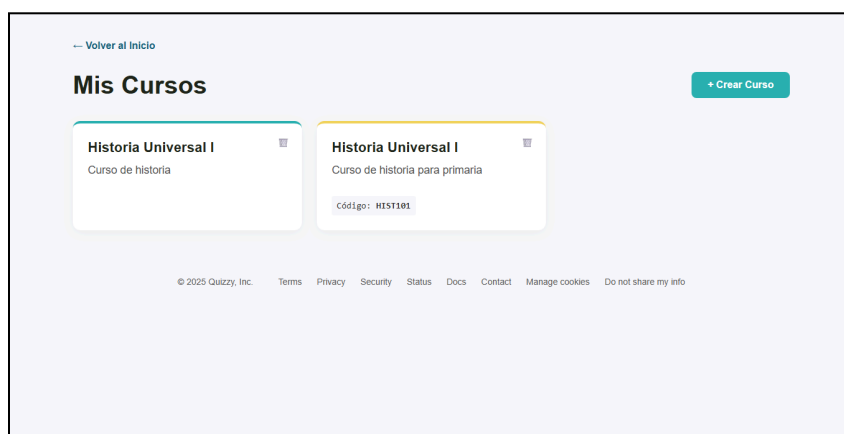 ← Volver al Inicio
Mis Cursos
+ Crear Curso
Historia Universal I
Curso de historia
Historia Universal I
Curso de historia para primaria
Código: HIST101
© 2025 Quizzy, Inc. Terms Privacy Security Status Docs Contact Manage cookies Do not share my info